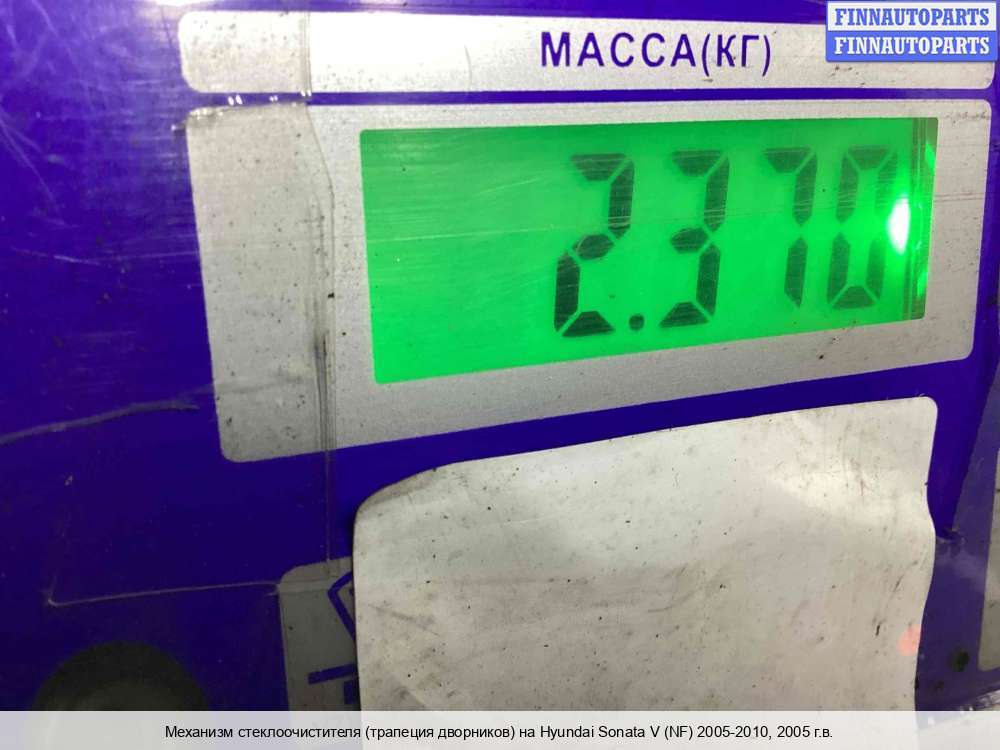 FINNAUTOPARTS
FINNAUTOPARTS
МАССА(КГ)
2.370
Механизм стеклоочистителя (трапеция дворников) на Hyundai Sonata V (NF) 2005-2010, 2005 г.в.